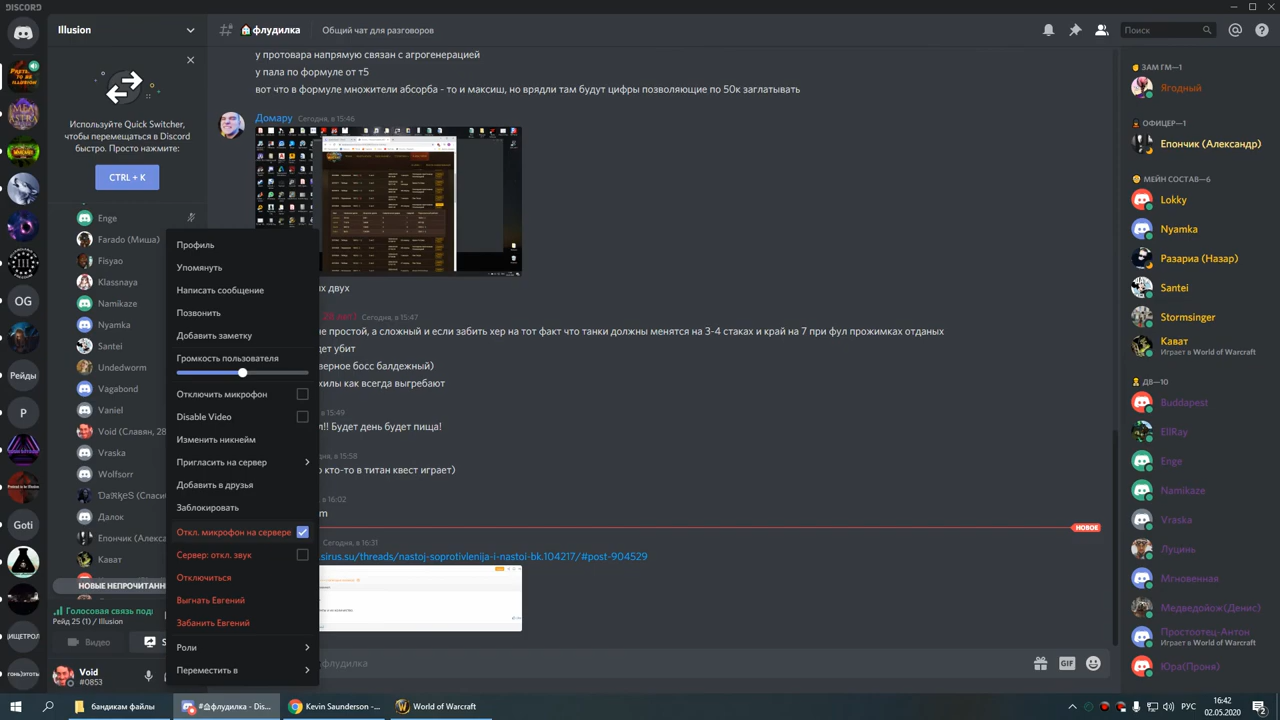 DISCORD
Illusion
флудилка
Общий чат для разговоров
Поиск
Используйте Quick Switcher,
чтобы перемещаться в Discord
быстро. Просто нажмите:
CTRL + K
Enge
Farado (Миша)
Fisyao
Klassnaya
Namikaze
Nyamka
Santei
Undedworm
Vagabond
Vaniel
Void (Славян, 28
Vraska
Wolfsorr
Далок
Епончик (Алекса
Кават
НОВЫЕ НЕПРОЧИТАНН
Голосовая связь подк
Рейд 25 (1) / Illusion
Видео
Void
#0853
OG
Рейды
P
Goti
ИЩЕТРОЛ
Профиль
Упомянуть
Написать сообщение
Позвонить
Добавить заметку
Громкость пользователя
Отключить микрофон
Disable Video
Изменить никнейм
Пригласить на сервер
Добавить в друзья
Заблокировать
Откл. микрофон на сервере
Сервер: откл. звук
Отключиться
Выгнать Евгений
Забанить Евгений
Роли
Переместить в
у протовара напрямую связан с агрогенерацией
у пала по формуле от т5
вот что в формуле множители абсорба - то и максиш, но врядли там будут цифры позволяющие по 50к заглатывать
Домару Сегодня, в 15:46
х двух
Сегодня, в 15:47
не простой, а сложный и если забить хер на тот факт что танки должны менятся на 3-4 стаках и край на 7 при фул прожимках отданых
дет убит
верное босс балдежный)
килы как всегда выгребают
дня, в 15:49
л!! Будет день будет пища!
дня, в 15:58
о кто-то в титан квест играет)
дня, в 16:02
m
НОВОЕ
Сегодня, в 16:31
.sirus.su/threads/nastoj-soprotivlenija-i-nastoi-bk.104217/#post-904529
флудилка
GIF
ЗАМ ГМ—1
Ягодный
ОФИЦЕР—1
Епончик (Александр)
МЕЙН СОСТАВ—6
Lokky
Nyamka
Разариа (Назар)
Santei
Stormsinger
Кават
Играет в World of Warcraft
ДВ—10
Buddapest
EllRay
Enge
Namikaze
Vraska
Луцинь
Мгновенная
Медведойож(Денис)
Простоотец-Антон
Играет в World of Warcraft
Юра(Проня)
бандикам файлы
#флудилка - Dis...
Kevin Saunderson -...
World of Warcraft
РУС
16:42
02.05.2020